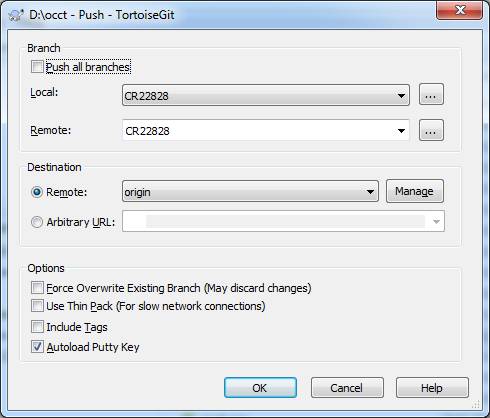 D:\occt - Push - TortoiseGit
Branch
Push all branches
Local:
CR22828
...
Remote:
CR22828
...
Destination
Remote:
origin
Manage
Arbitrary URL:
Options
Force Overwrite Existing Branch (May discard changes)
Use Thin Pack (For slow network connections)
Include Tags
Autoload Putty Key
OK
Cancel
Help